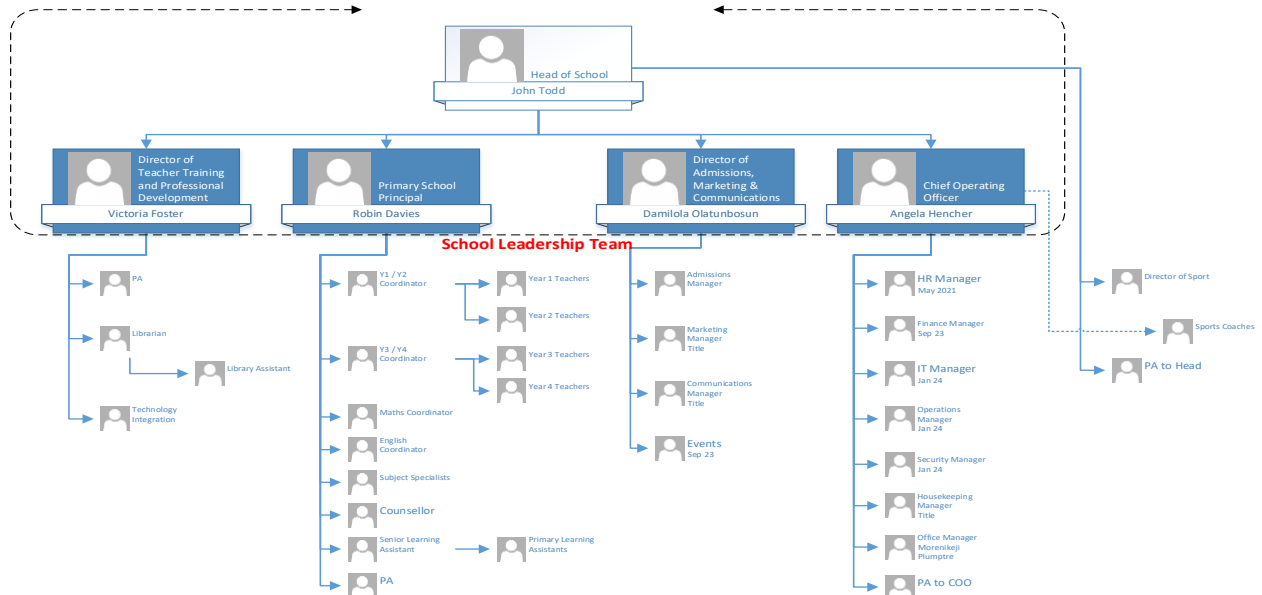 Head of School
John Todd
Director of
Teacher Training
and Professional
Development
Victoria Foster
Primary School
Principal
Robin Davies
Director of
Admissions,
Marketing &
Communications
Damilola Olatunbosun
Chief Operating
Officer
Angela Hencher
School Leadership Team
PA
Librarian
Library Assistant
Technology
Integration
Y1 / Y2
Coordinator
Year 1 Teachers
Year 2 Teachers
Y3 / Y4
Coordinator
Year 3 Teachers
Year 4 Teachers
Maths Coordinator
English
Coordinator
Subject Specialists
Counsellor
Senior Learning
Assistant
Primary Learning
Assistants
PA
Admissions
Manager
Marketing
Manager
Title
Communications
Manager
Title
Events
Sep 23
HR Manager
May 2021
Finance Manager
Sep 23
IT Manager
Jan 24
Operations
Manager
Jan 24
Security Manager
Jan 24
Housekeeping
Manager
Title
Office Manager
Morenikeji
Plumptre
PA to COO
Director of Sport
Sports Coaches
PA to Head